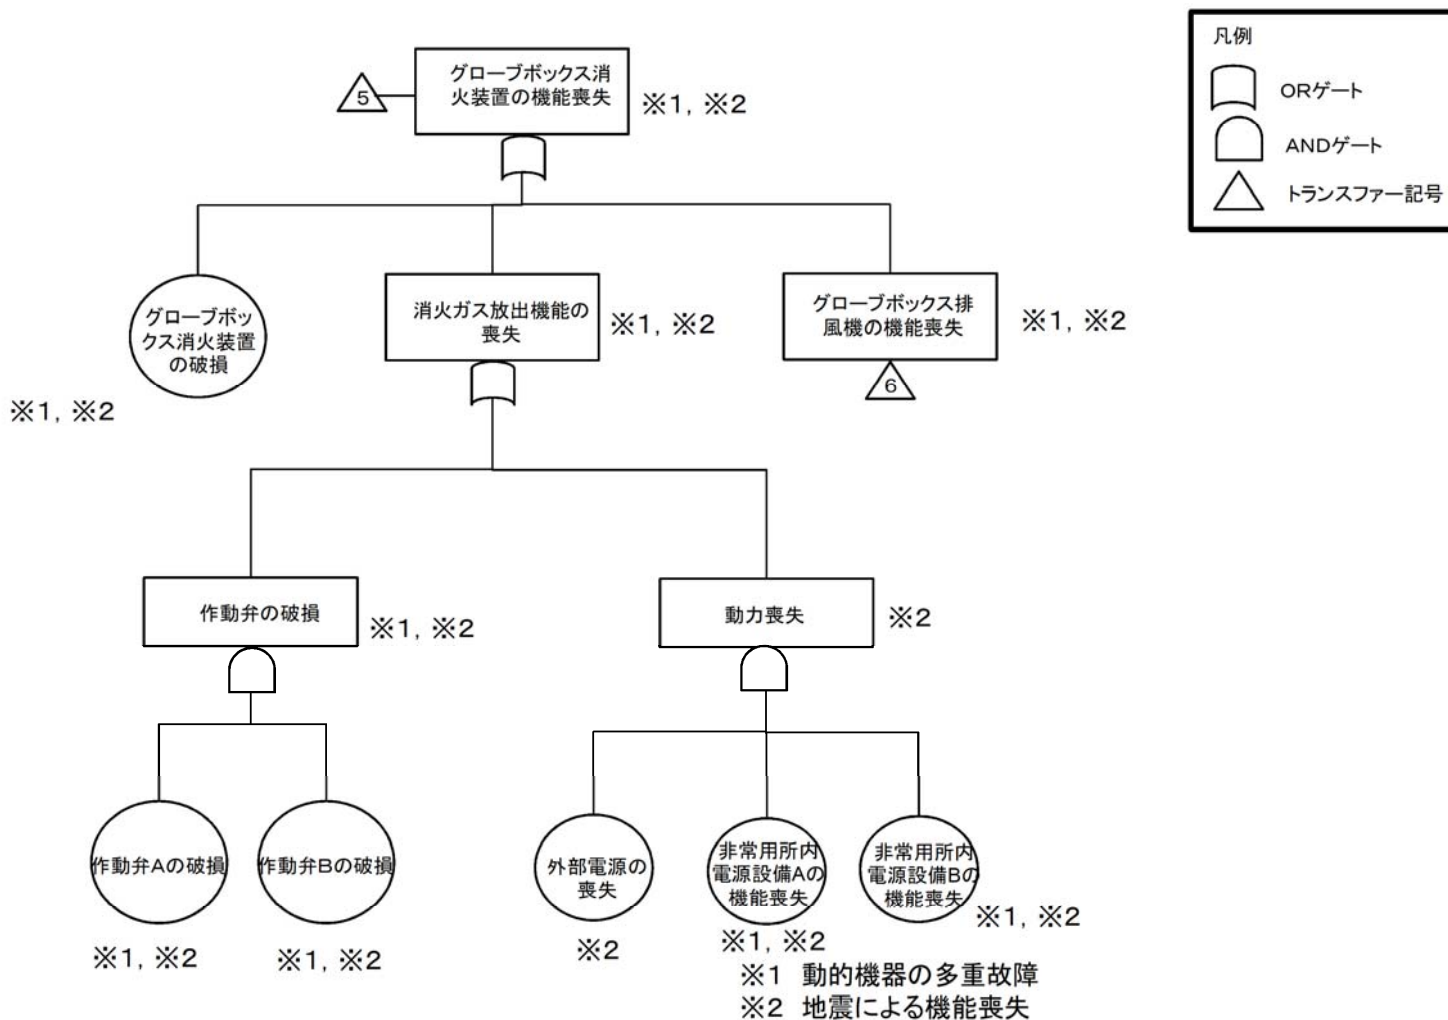 凡例
ORゲート
ANDゲート
トランスファー記号
5
グローブボックス消
火装置の機能喪失
※1, ※2
グローブボッ
クス消火装置
の破損
※1, ※2
消火ガス放出機能の
喪失
※1, ※2
グローブボックス排
風機の機能喪失
※1, ※2
6
作動弁の破損
※1, ※2
動力喪失
※2
作動弁Aの破損
※1, ※2
作動弁Bの破損
※1, ※2
外部電源の
喪失
※2
非常用所内
電源設備Aの
機能喪失
※1, ※2
非常用所内
電源設備Bの
機能喪失
※1, ※2
※1 動的機器の多重故障
※2 地震による機能喪失